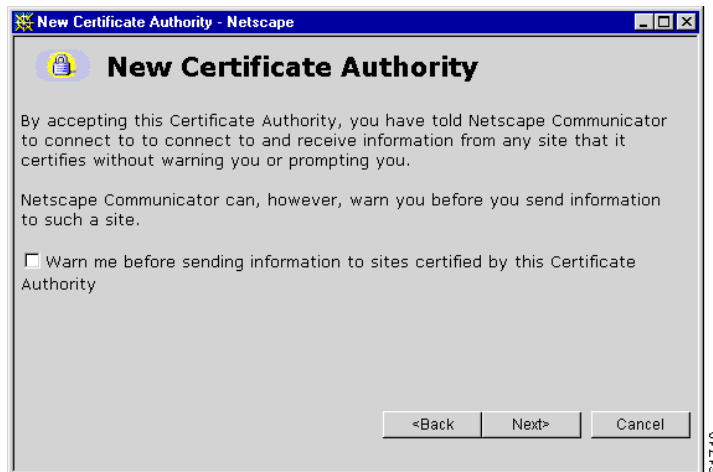 New Certificate Authority - Netscape
New Certificate Authority
By accepting this Certificate Authority, you have told Netscape Communicator
to connect to to connect to and receive information from any site that it
certifies without warning you or prompting you.
Netscape Communicator can, however, warn you before you send information
to such a site.
Warn me before sending information to sites certified by this Certificate
Authority
<Back Next> Cancel